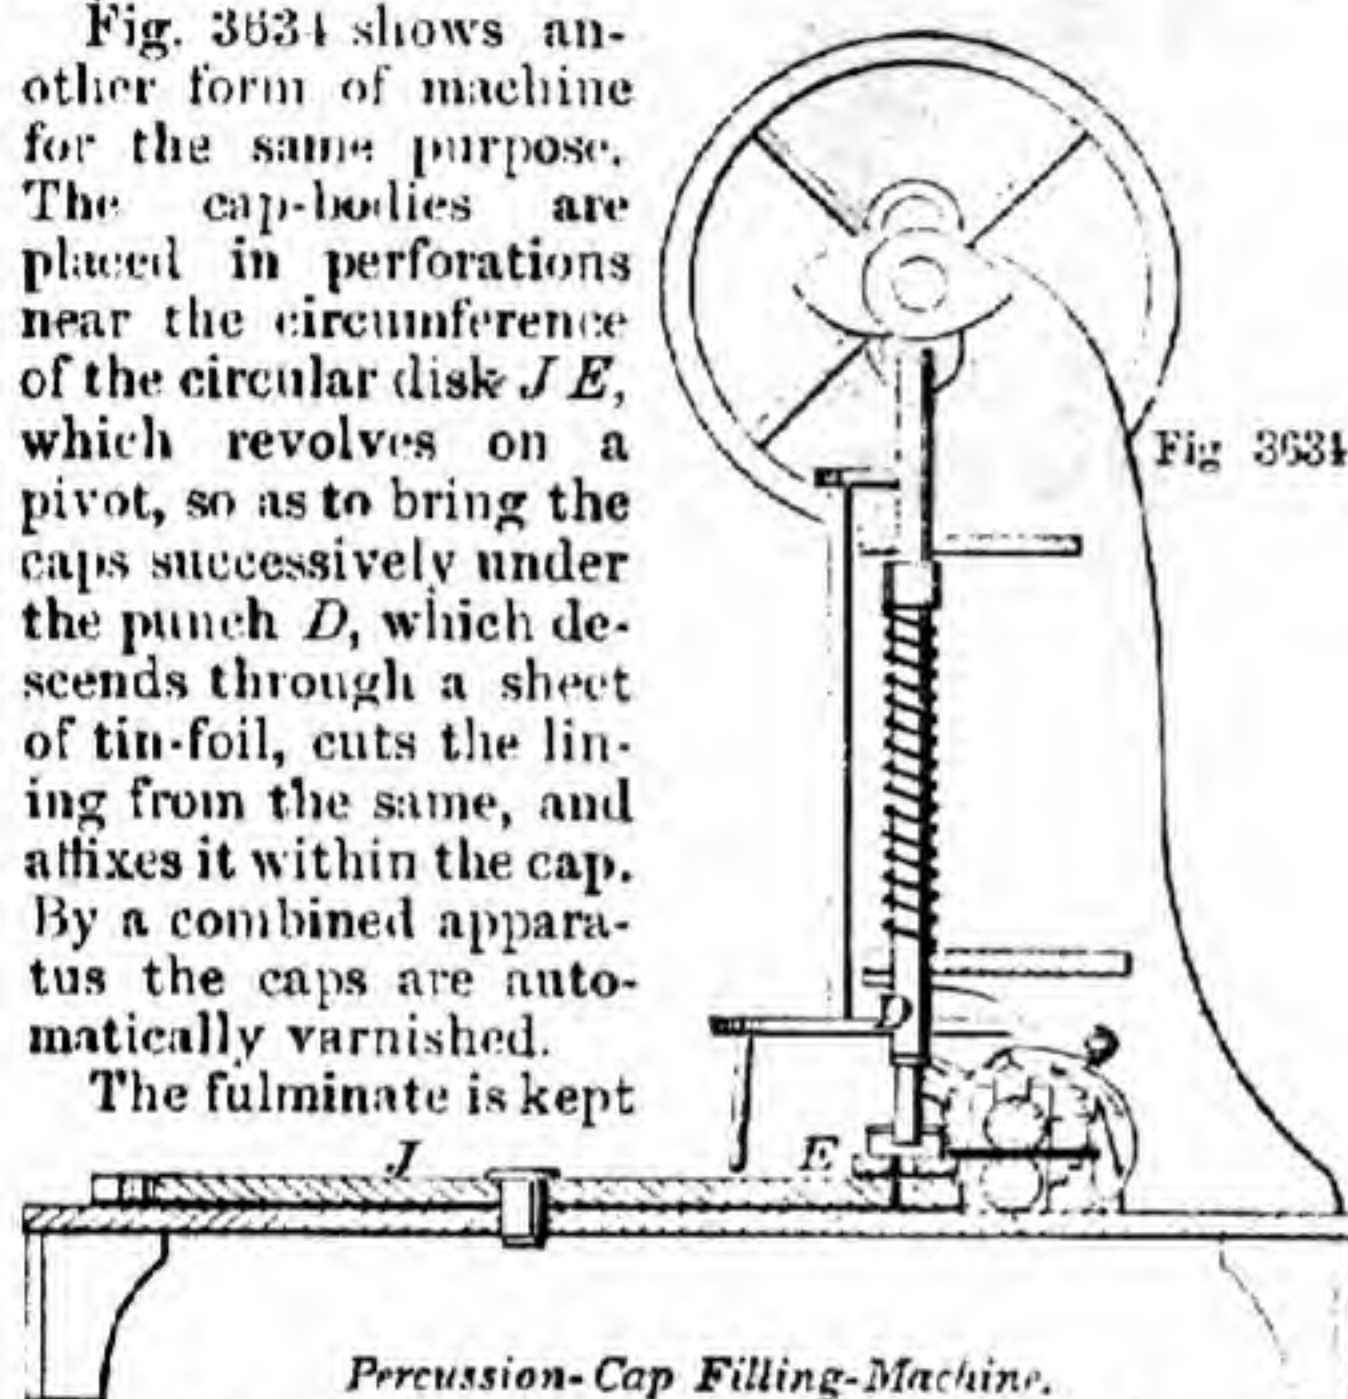 Fig. 3634 shows an-
other form of machine
for the same purpose.
The cap-bodies are
placed in perforations
near the circumference
of the circular disk J E,
which revolves on a
pivot, so as to bring the
caps successively under
the punch D, which de-
scends through a sheet
of tin-foil, cuts the lin-
ing from the same, and
affixes it within the cap.
By a combined appara-
tus the caps are auto-
matically varnished.
The fulminate is kept
Fig 3634
D
J
E
Percussion-Cap Filling-Machine.